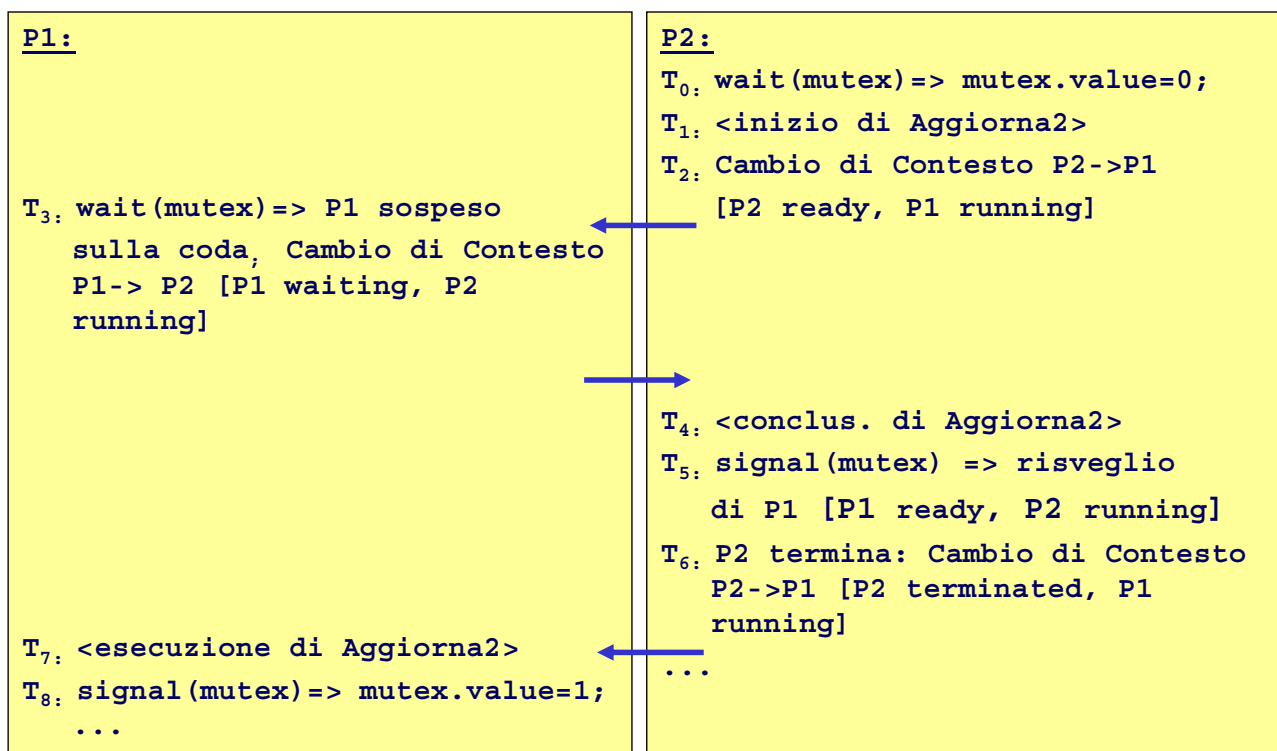 P1:
T3: wait(mutex)=> P1 sospeso
sulla coda; Cambio di Contesto
P1-> P2 [P1 waiting, P2
running]
T7: <esecuzione di Aggiorna2>
T8: signal(mutex)=> mutex.value=1;
...
P2:
T0: wait(mutex)=> mutex.value=0;
T1: <inizio di Aggiorna2>
T2: Cambio di Contesto P2->P1
[P2 ready, P1 running]
T4: <conclus. di Aggiorna2>
T5: signal(mutex) => risveglio
di P1 [P1 ready, P2 running]
T6: P2 termina: Cambio di Contesto
P2->P1 [P2 terminated, P1
running]
...